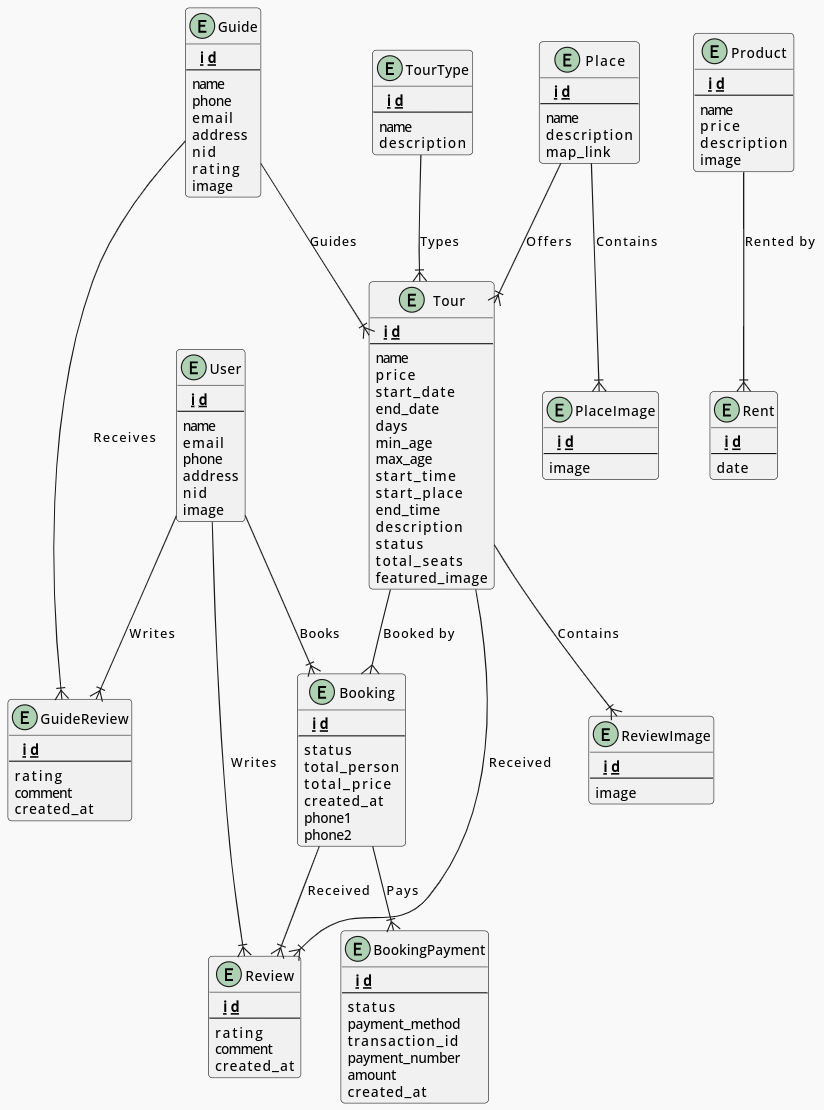 E Guide
id
name
phone
email
address
nid
rating
image
E TourType
id
name
description
E Place
id
name
description
map_link
E Product
id
name
price
description
image
Guides
Types
Offers
Contains
Rented by
E Tour
id
name
price
start_date
end_date
days
min_age
max_age
start_time
start_place
end_time
description
status
total_seats
featured_image
E User
id
name
email
phone
address
nid
image
E PlaceImage
id
image
E Rent
id
date
Receives
Writes
Books
Booked by
Contains
E GuideReview
id
rating
comment
created_at
E Booking
id
status
total_person
total_price
created_at
phone1
phone2
E ReviewImage
id
image
Writes
Received
Received
Pays
E Review
id
rating
comment
created_at
E BookingPayment
id
status
payment_method
transaction_id
payment_number
amount
created_at